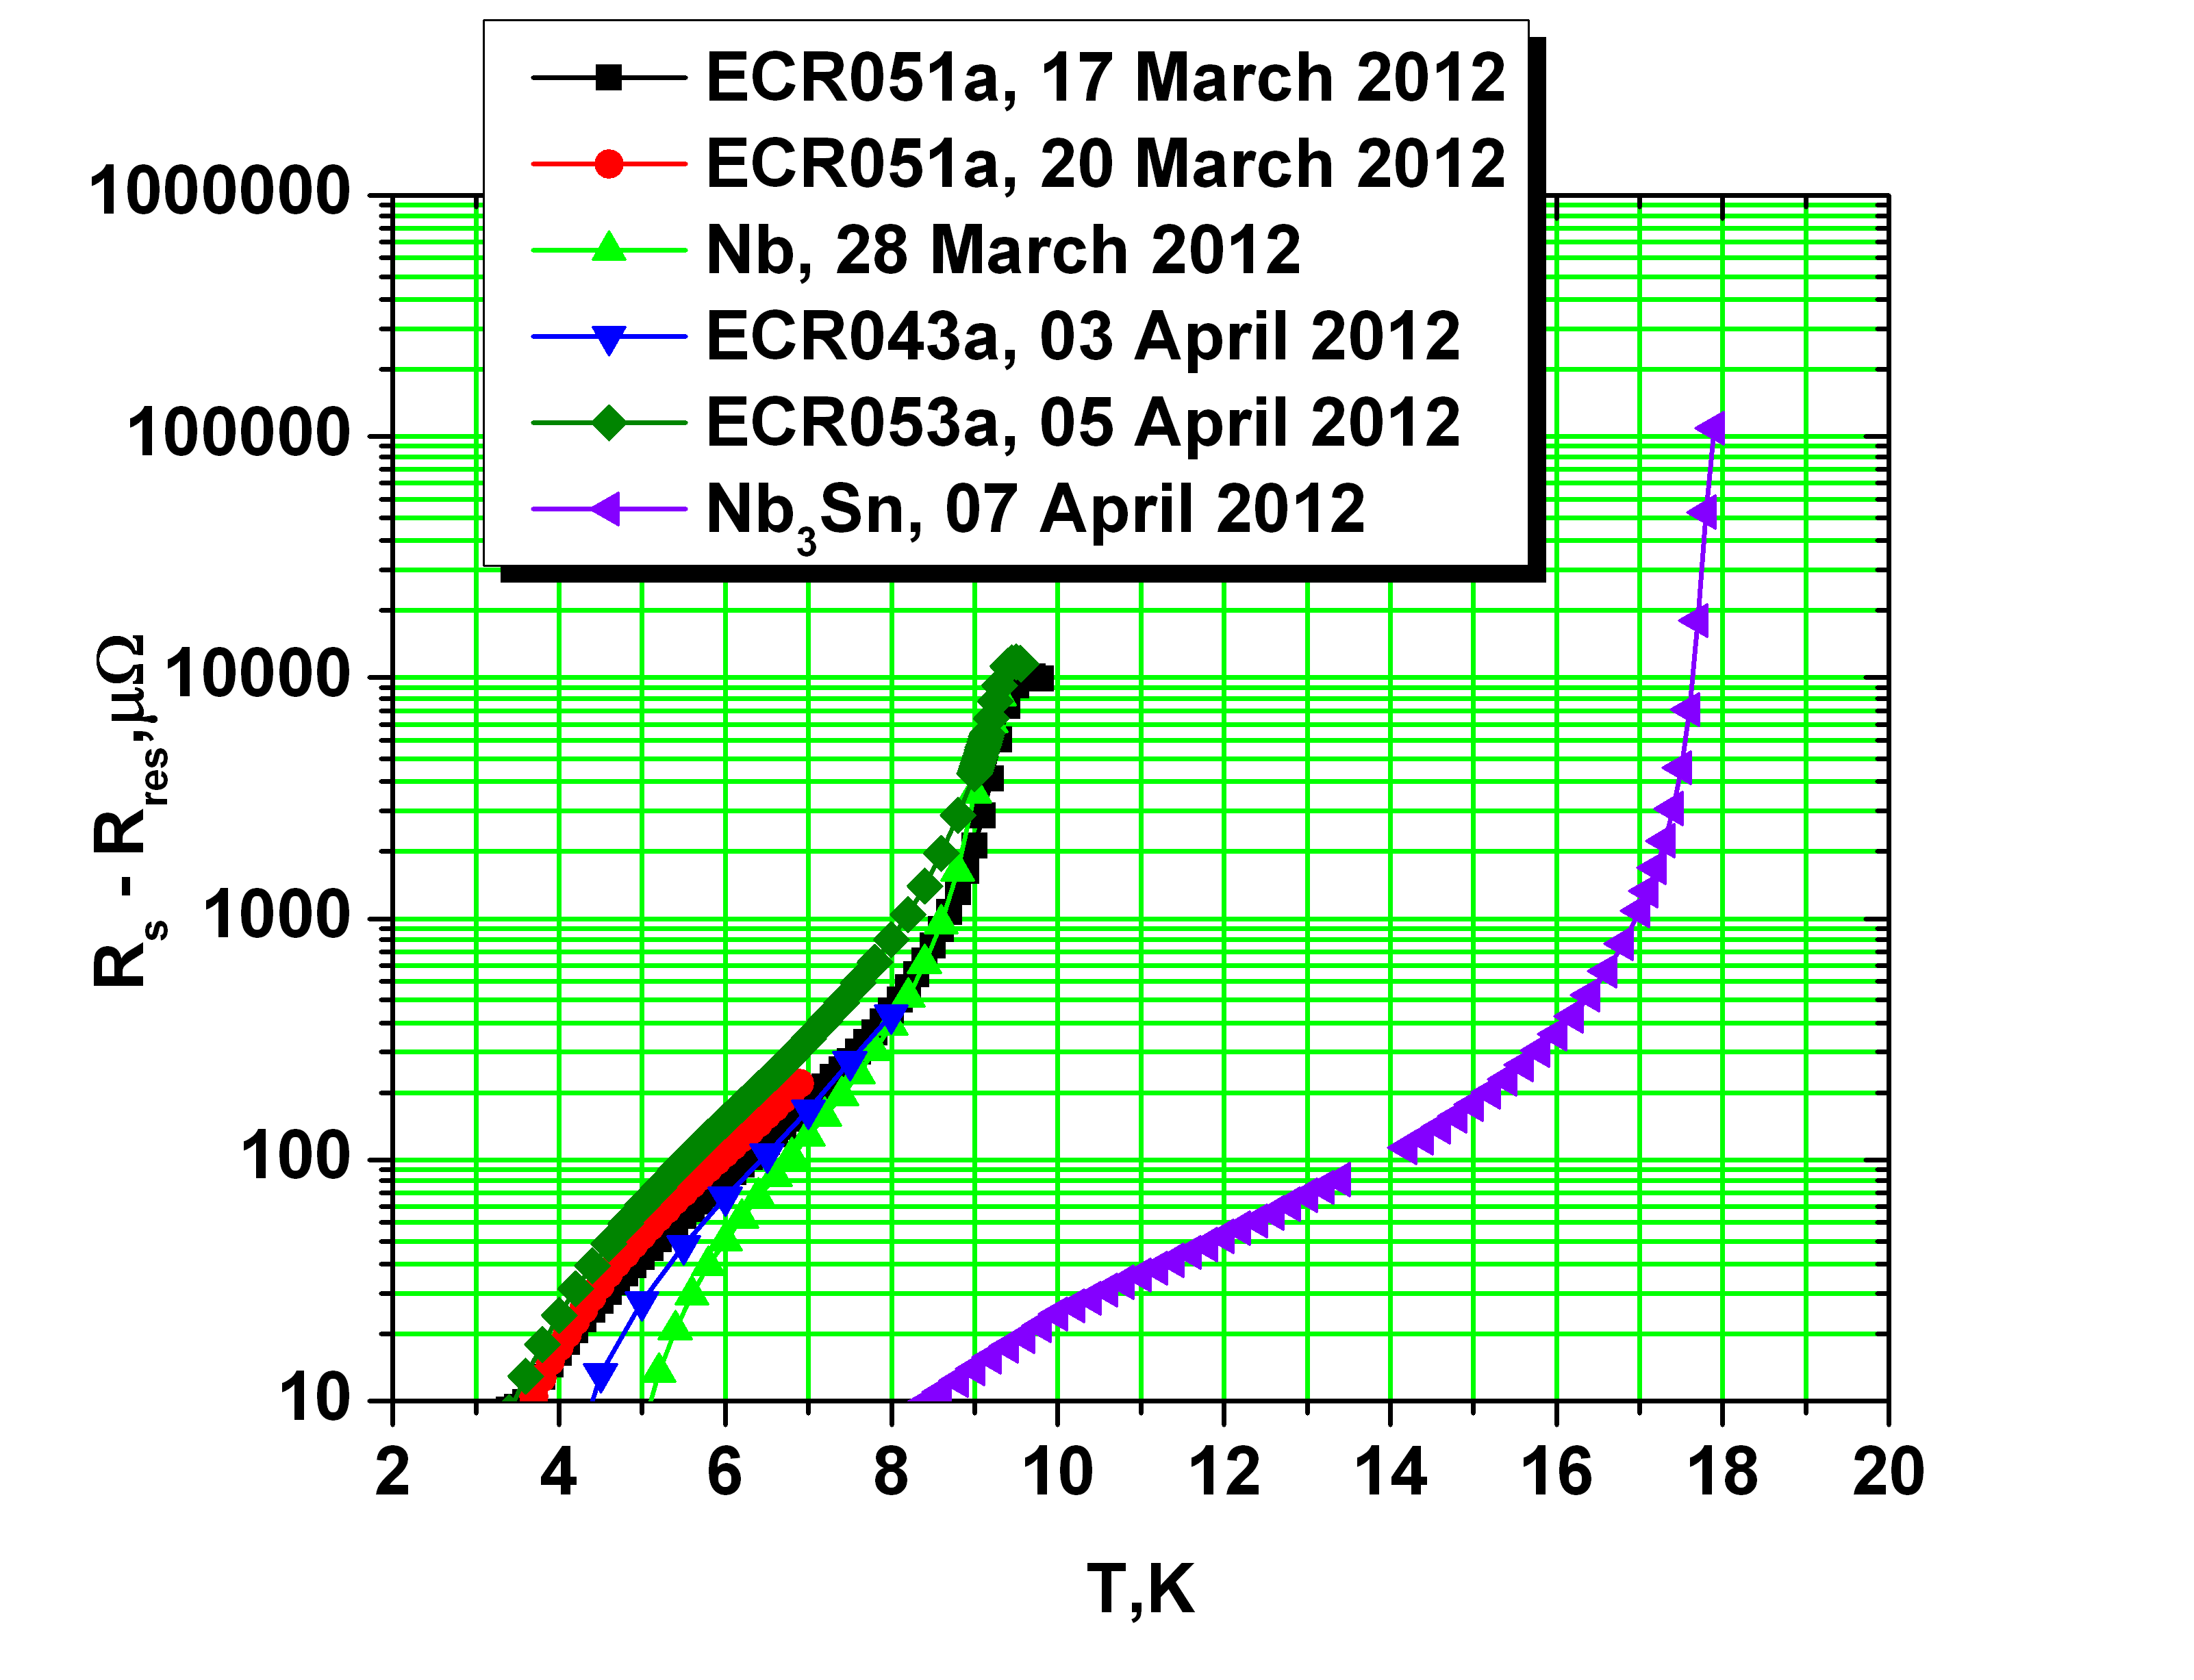 ECR051a, 17 March 2012
ECR051a, 20 March 2012
Nb, 28 March 2012
ECR043a, 03 April 2012
ECR053a, 05 April 2012
Nb₃Sn, 07 April 2012
1000000
100000
10000
1000
100
10
Rₛ - Rres,μΩ
2 4 6 8 10 12 14 16 18 20
T,K